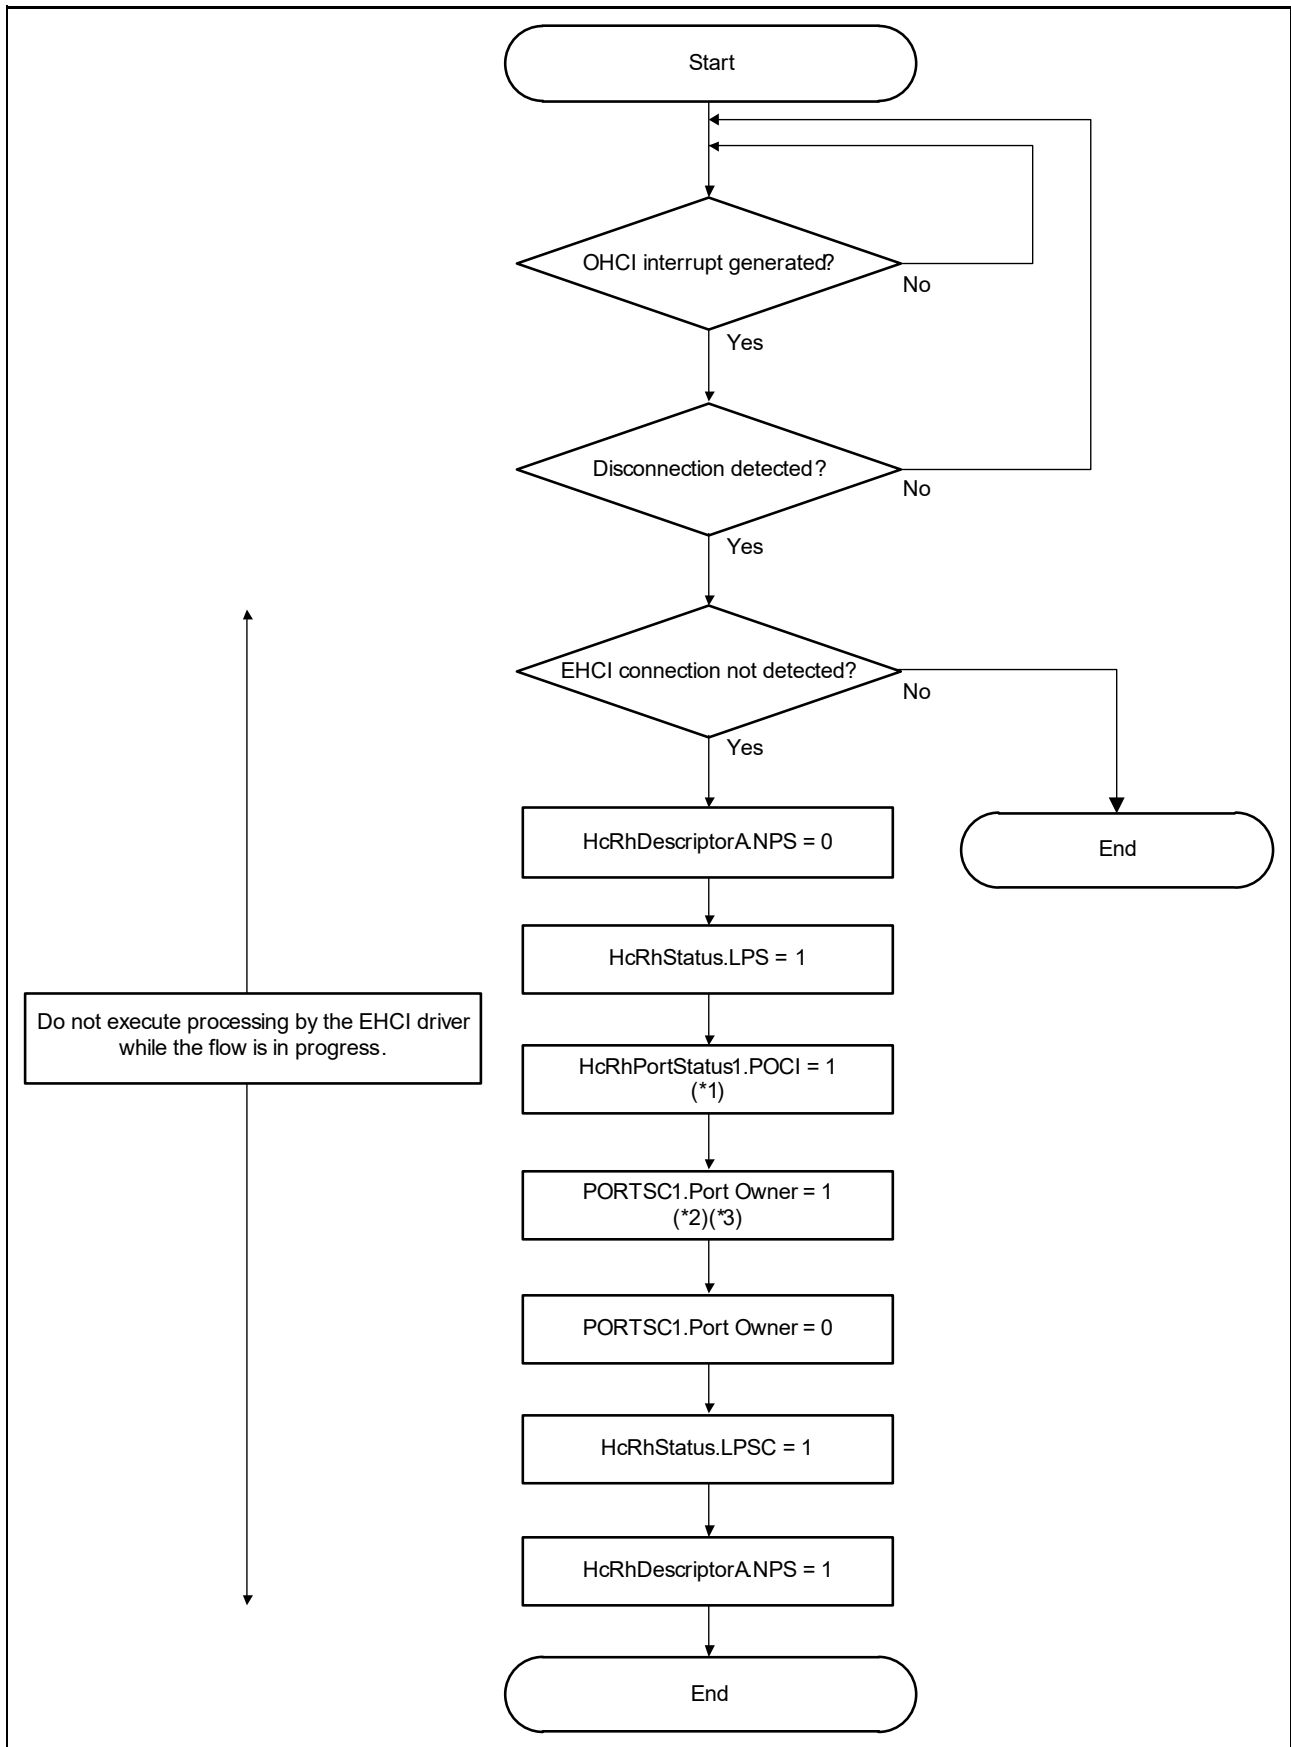 Start
OHCI interrupt generated?
No
Yes
Disconnection detected?
No
Yes
EHCI connection not detected?
No
Yes
HcRhDescriptorA.NPS = 0
End
HcRhStatus.LPS = 1
Do not execute processing by the EHCI driver
while the flow is in progress.
HcRhPortStatus1.POCI = 1
(*1)
PORTSC1.Port Owner = 1
(*2)(*3)
PORTSC1.Port Owner = 0
HcRhStatus.LPSC = 1
HcRhDescriptorA.NPS = 1
End